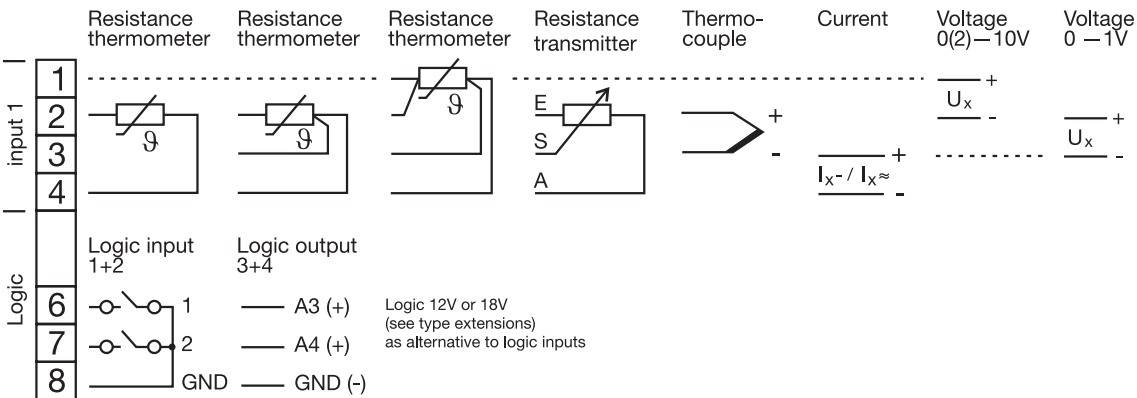 Resistance thermometer
Resistance thermometer
Resistance thermometer
Resistance transmitter
Thermo-couple
Current
Voltage 0(2)—10V
Voltage 0 —1V
input 1
1
2
3
4
ϑ
ϑ
ϑ
E
S
A
+
-
+
Ix- / Ix≈
-
+
Ux
-
+
Ux
-
Logic
Logic input
1+2
Logic output
3+4
6
1
A3 (+)
7
2
A4 (+)
8
GND
GND (-)
Logic 12V or 18V
(see type extensions)
as alternative to logic inputs